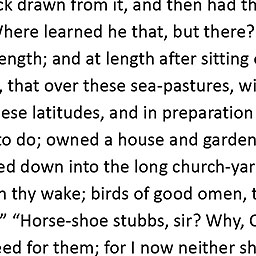 ck drawn from it, and then had th
Where learned he that, but there?
ength; and at length after sitting
, that over these sea-pastures, wi
ese latitudes, and in preparation
to do; owned a house and garden
ed down into the long church-yar
n thy wake; birds of good omen, t
” “Horse-shoe stubbs, sir? Why,
eed for them; for I now neither sh